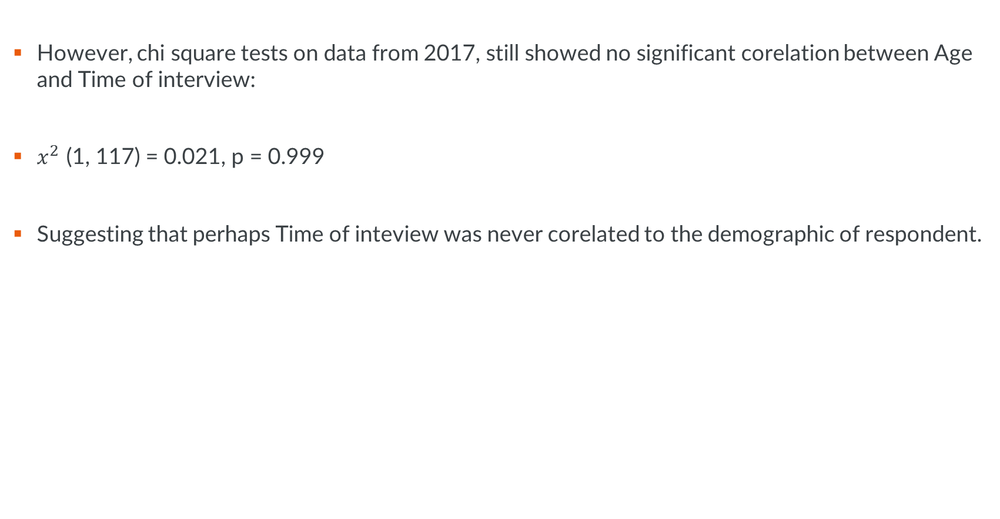 ▪ However, chi square tests on data from 2017, still showed no significant corelation between Age
and Time of interview:
▪ 𝑥² (1, 117) = 0.021, p = 0.999
▪ Suggesting that perhaps Time of inteview was never corelated to the demographic of respondent.